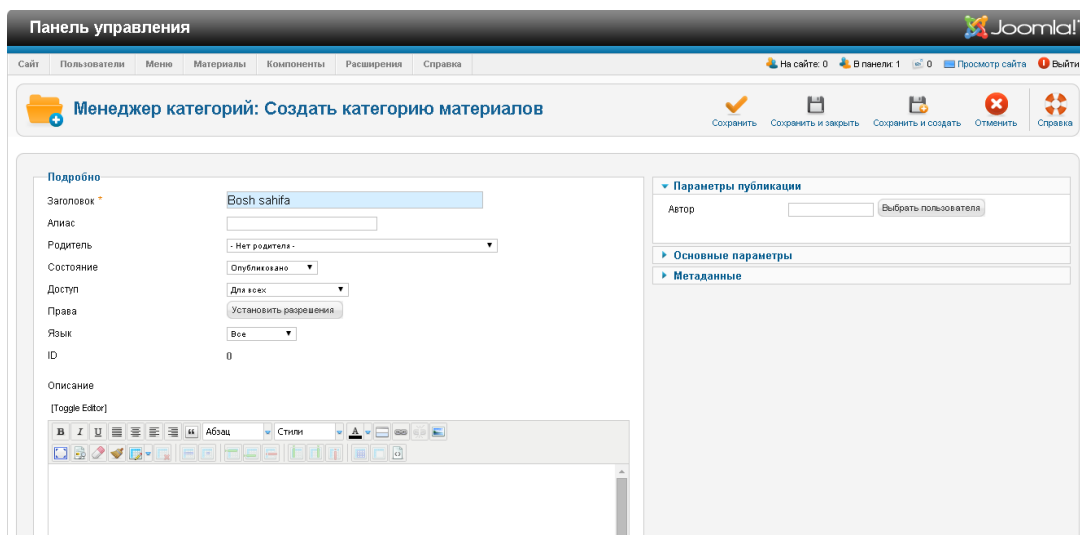 Панель управления
Joomla!
Сайт Пользователи Меню Материалы Компоненты Расширения Справка На сайте: 0 В панели: 1 0 Просмотр сайта Выйти
Менеджер категорий: Создать категорию материалов
Сохранить Сохранить и закрыть Сохранить и создать Отменить Справка
Подробно
Заголовок * Bosh sahifa
Алиас
Родитель - Нет родителя -
Состояние Опубликовано
Доступ Для всех
Права Установить разрешения
Язык Все
ID 0
Описание
[Toggle Editor]
B I U Абзац Стили A
Параметры публикации
Автор Выбрать пользователя
Основные параметры
Метаданные